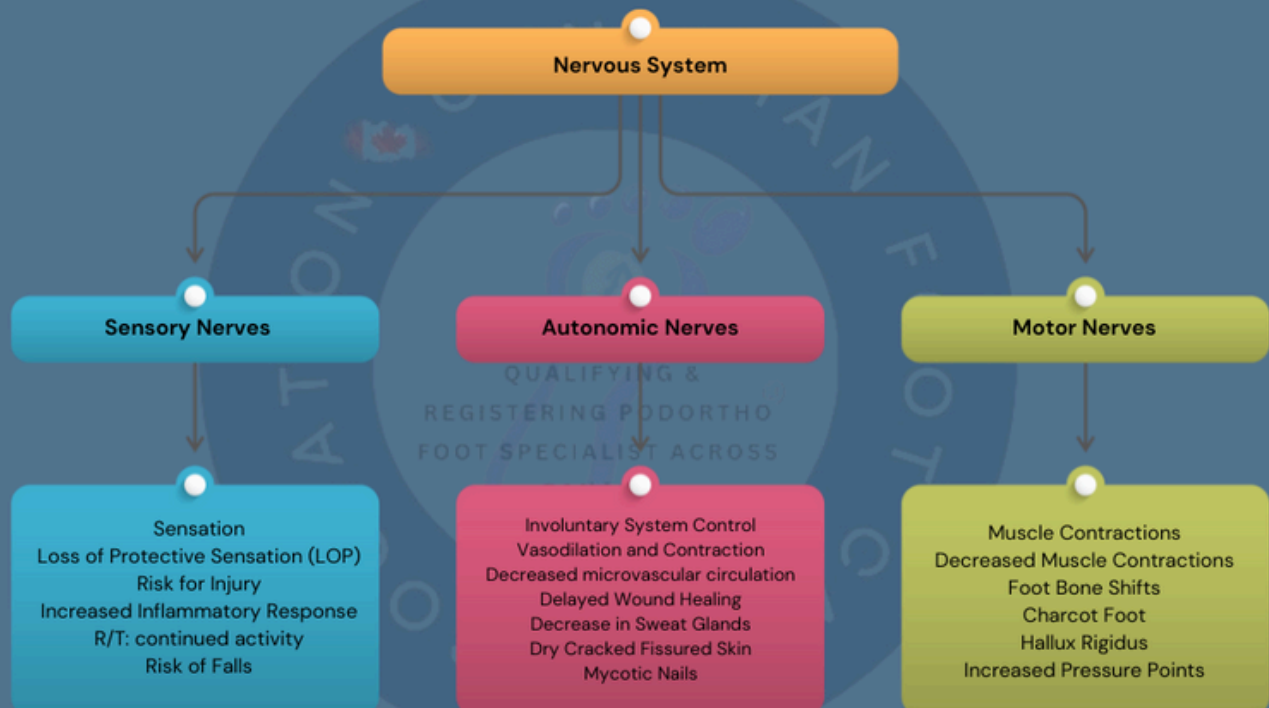 Nervous System
Sensory Nerves
Autonomic Nerves
Motor Nerves
QUALIFYING &
REGISTERING PODORTHO
FOOT SPECIALIST ACROSS
Sensation
Loss of Protective Sensation (LOP)
Risk for Injury
Increased Inflammatory Response
R/T: continued activity
Risk of Falls
Involuntary System Control
Vasodilation and Contraction
Decreased microvascular circulation
Delayed Wound Healing
Decrease in Sweat Glands
Dry Cracked Fissured Skin
Mycotic Nails
Muscle Contractions
Decreased Muscle Contractions
Foot Bone Shifts
Charcot Foot
Hallux Rigidus
Increased Pressure Points